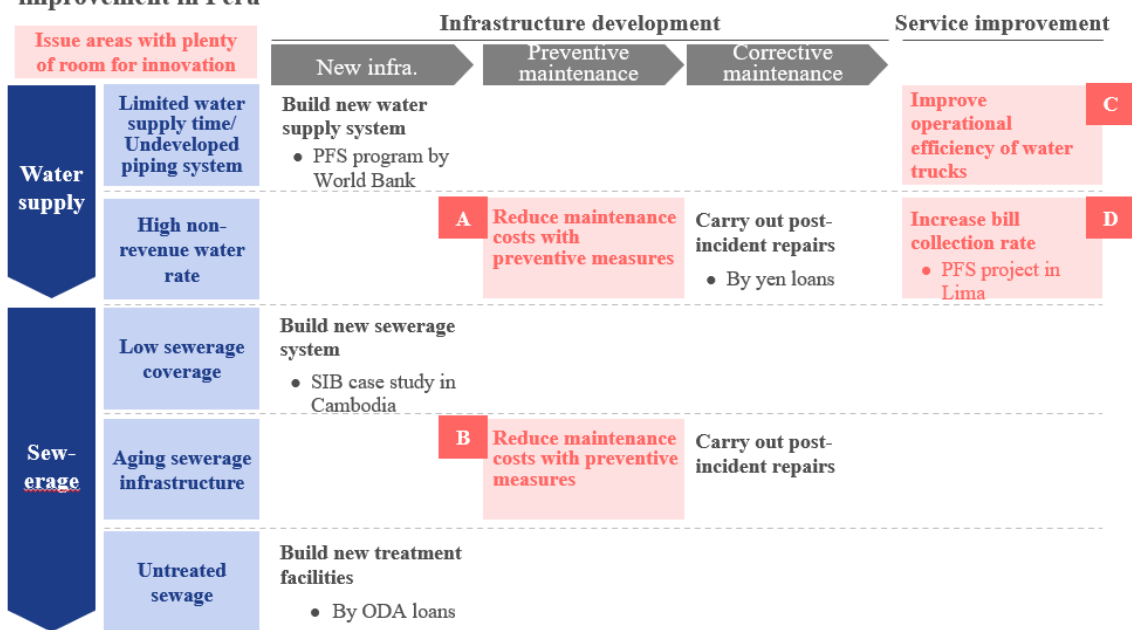 improvement in Peru
Issue areas with plenty
of room for innovation
Infrastructure development
Service improvement
New infra.
Preventive
maintenance
Corrective
maintenance
Water
supply
Limited water
supply time/
Undeveloped
piping system
Build new water
supply system
● PFS program by
World Bank
Improve
operational
efficiency of water
trucks
C
High non-
revenue water
rate
A
Reduce maintenance
costs with
preventive measures
Carry out post-
incident repairs
● By yen loans
Increase bill
collection rate
● PFS project in
Lima
D
Sew-
erage
Low sewerage
coverage
Build new sewerage
system
● SIB case study in
Cambodia
Aging sewerage
infrastructure
B
Reduce maintenance
costs with preventive
measures
Carry out post-
incident repairs
Untreated
sewage
Build new treatment
facilities
● By ODA loans